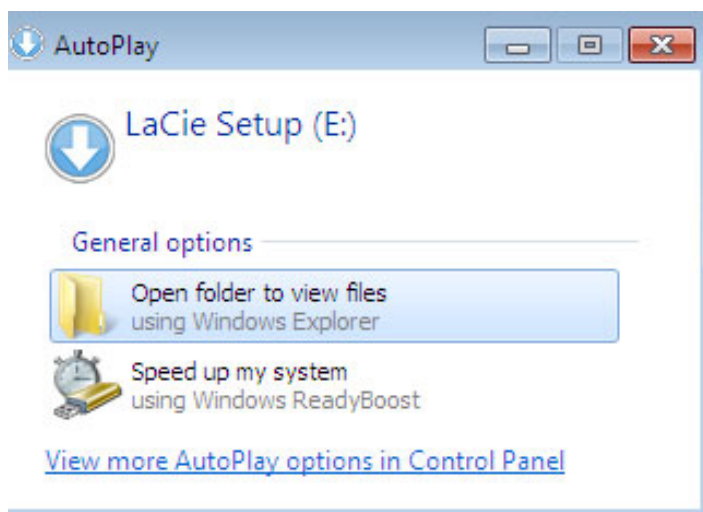 AutoPlay
LaCie Setup (E:)
General options
Open folder to view files
using Windows Explorer
Speed up my system
using Windows ReadyBoost
View more AutoPlay options in Control Panel